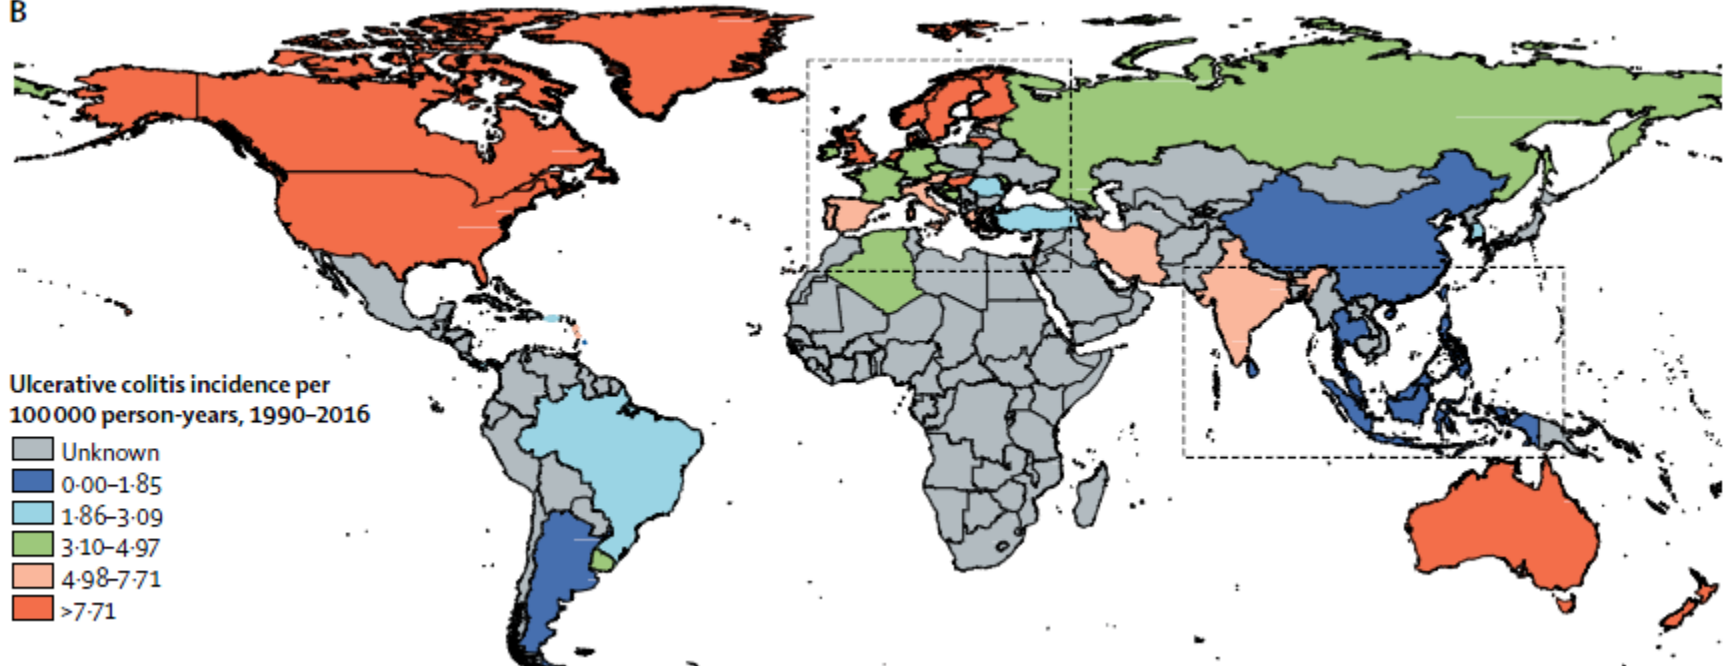 B
Ulcerative colitis incidence per
100 000 person-years, 1990–2016
Unknown
0·00–1·85
1·86–3·09
3·10–4·97
4·98–7·71
>7·71